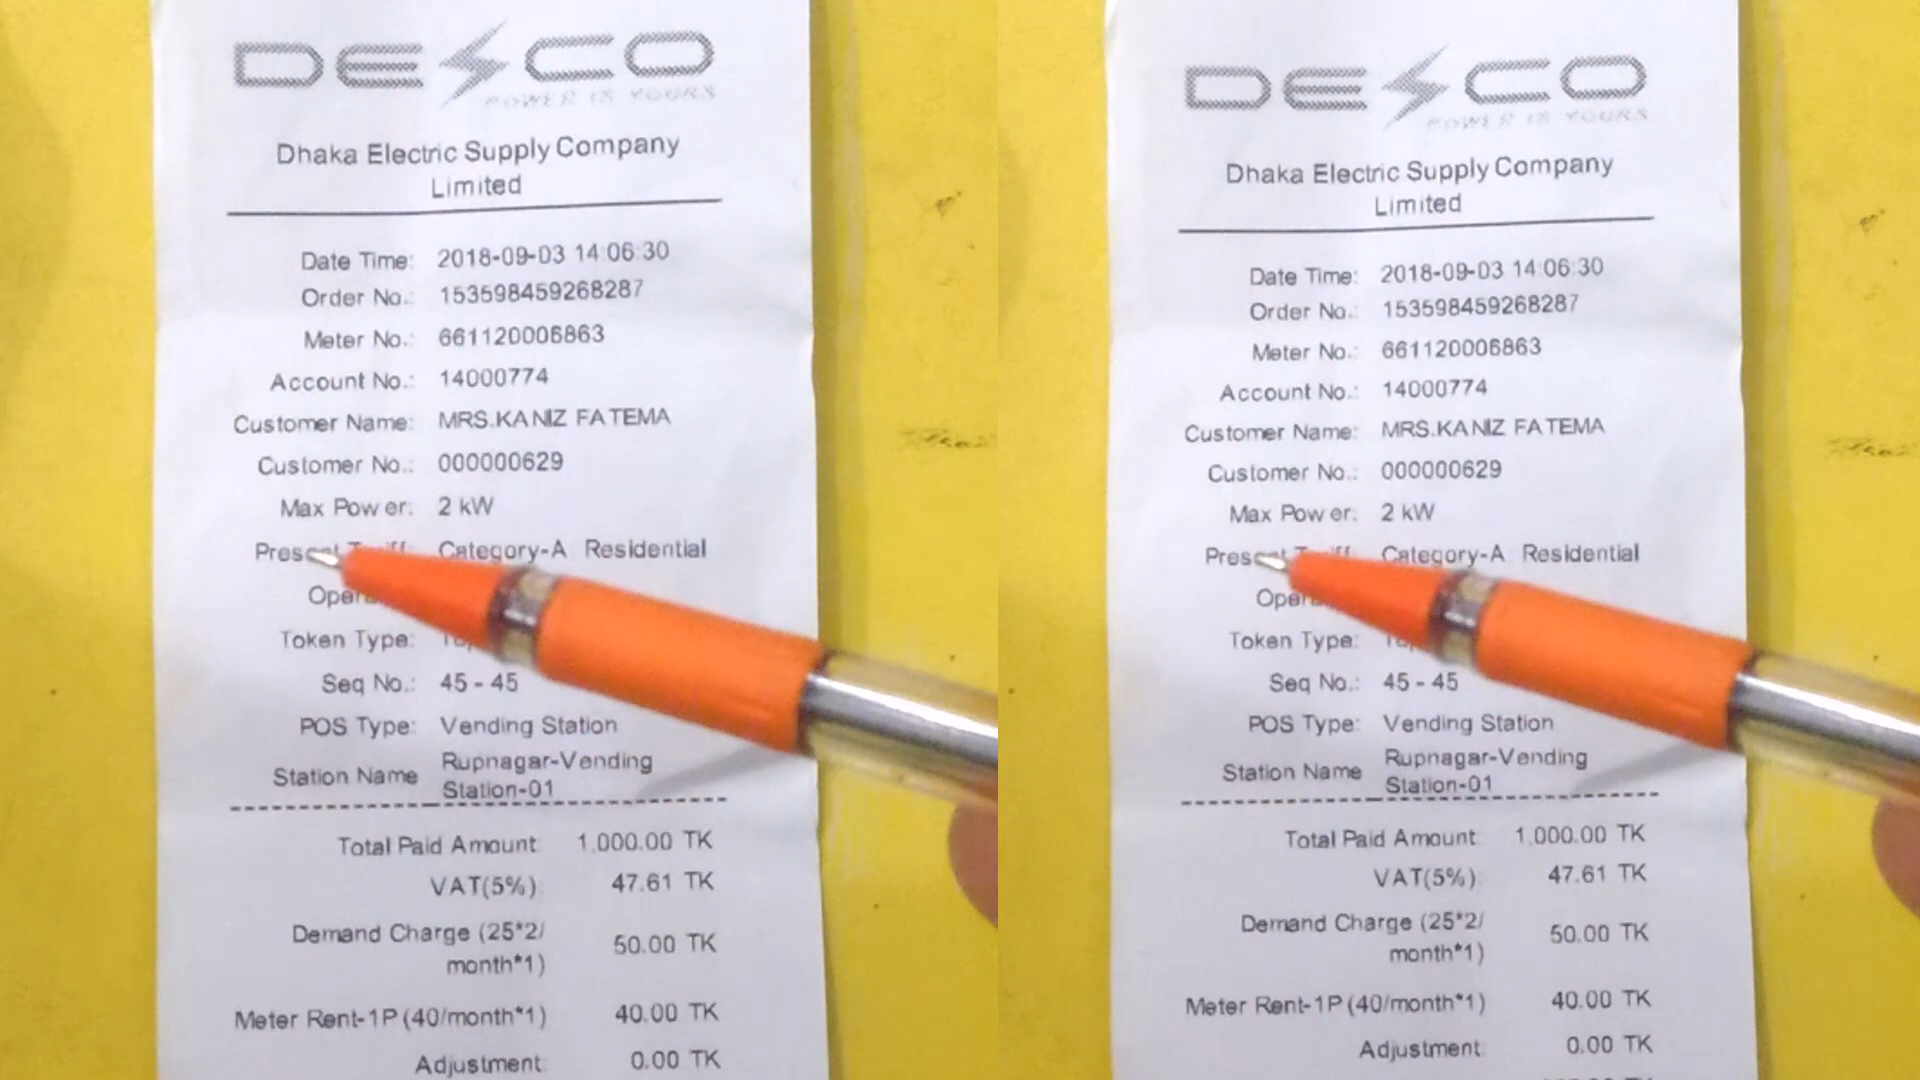 DESCO
POWER IS YOURS
Dhaka Electric Supply Company
Limited
Date Time: 2018-09-03 14:06:30
Order No.: 153598459268287
Meter No.: 661120006863
Account No.: 14000774
Customer Name: MRS.KANIZ FATEMA
Customer No.: 000000629
Max Power: 2 kW
Category-A Residential
Token Type:
Seq No.: 45 - 45
POS Type: Vending Station
Station Name Rupnagar-Vending
Station-01
Total Paid Amount: 1,000.00 TK
VAT(5%): 47.61 TK
Demand Charge (25*2/
month*1) 50.00 TK
Meter Rent-1P (40/month*1) 40.00 TK
Adjustment: 0.00 TK
DESCO
POWER IS YOURS
Dhaka Electric Supply Company
Limited
Date Time: 2018-09-03 14:06:30
Order No.: 153598459268287
Meter No.: 661120006863
Account No.: 14000774
Customer Name: MRS.KANIZ FATEMA
Customer No.: 000000629
Max Power: 2 kW
Category-A Residential
Token Type:
Seq No.: 45 - 45
POS Type: Vending Station
Station Name Rupnagar-Vending
Station-01
Total Paid Amount: 1,000.00 TK
VAT(5%): 47.61 TK
Demand Charge (25*2/
month*1) 50.00 TK
Meter Rent-1P (40/month*1) 40.00 TK
Adjustment: 0.00 TK